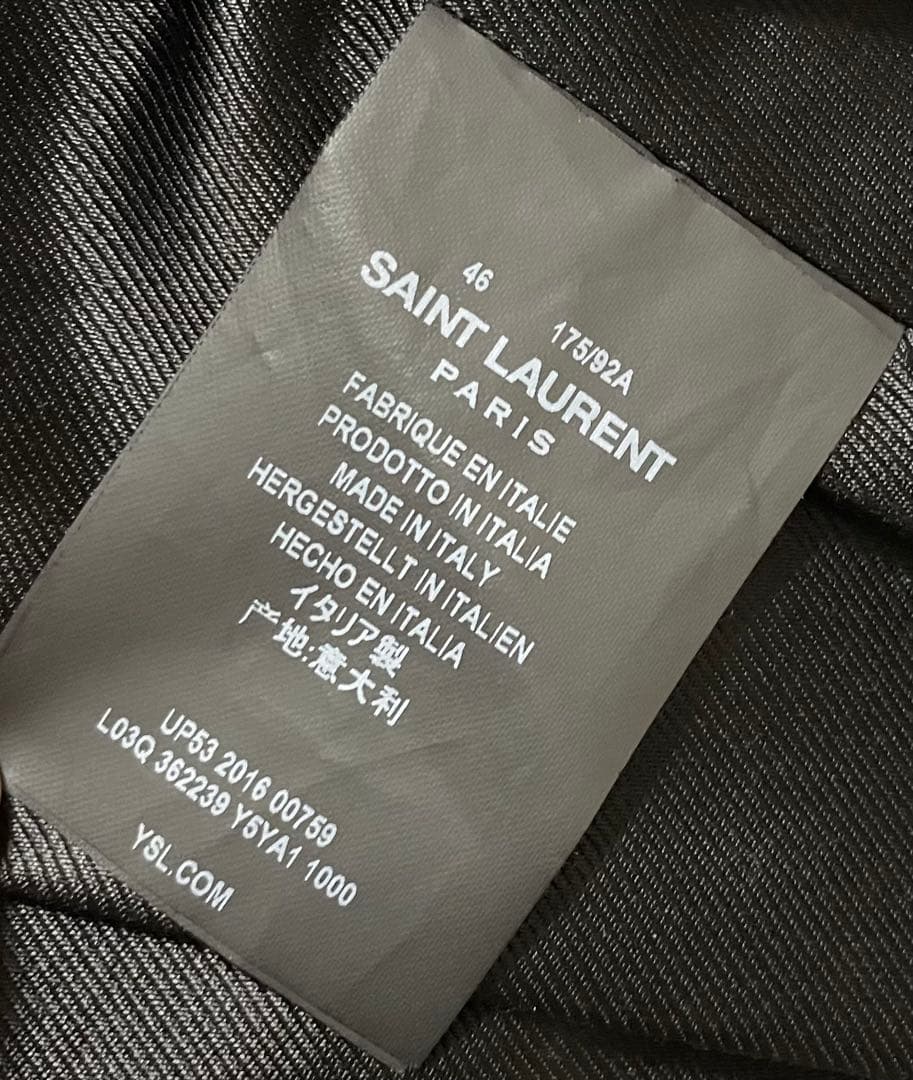 46 175/92A
SAINT LAURENT
PARIS
FABRIQUE EN ITALIE
PRODOTTO IN ITALIA
MADE IN ITALY
HERGESTELLT IN ITALIEN
HECHO EN ITALIA
イタリア製
产地:意大利
UP53 2016 00759
L03Q 362239 Y5YA1 1000
YSL.COM